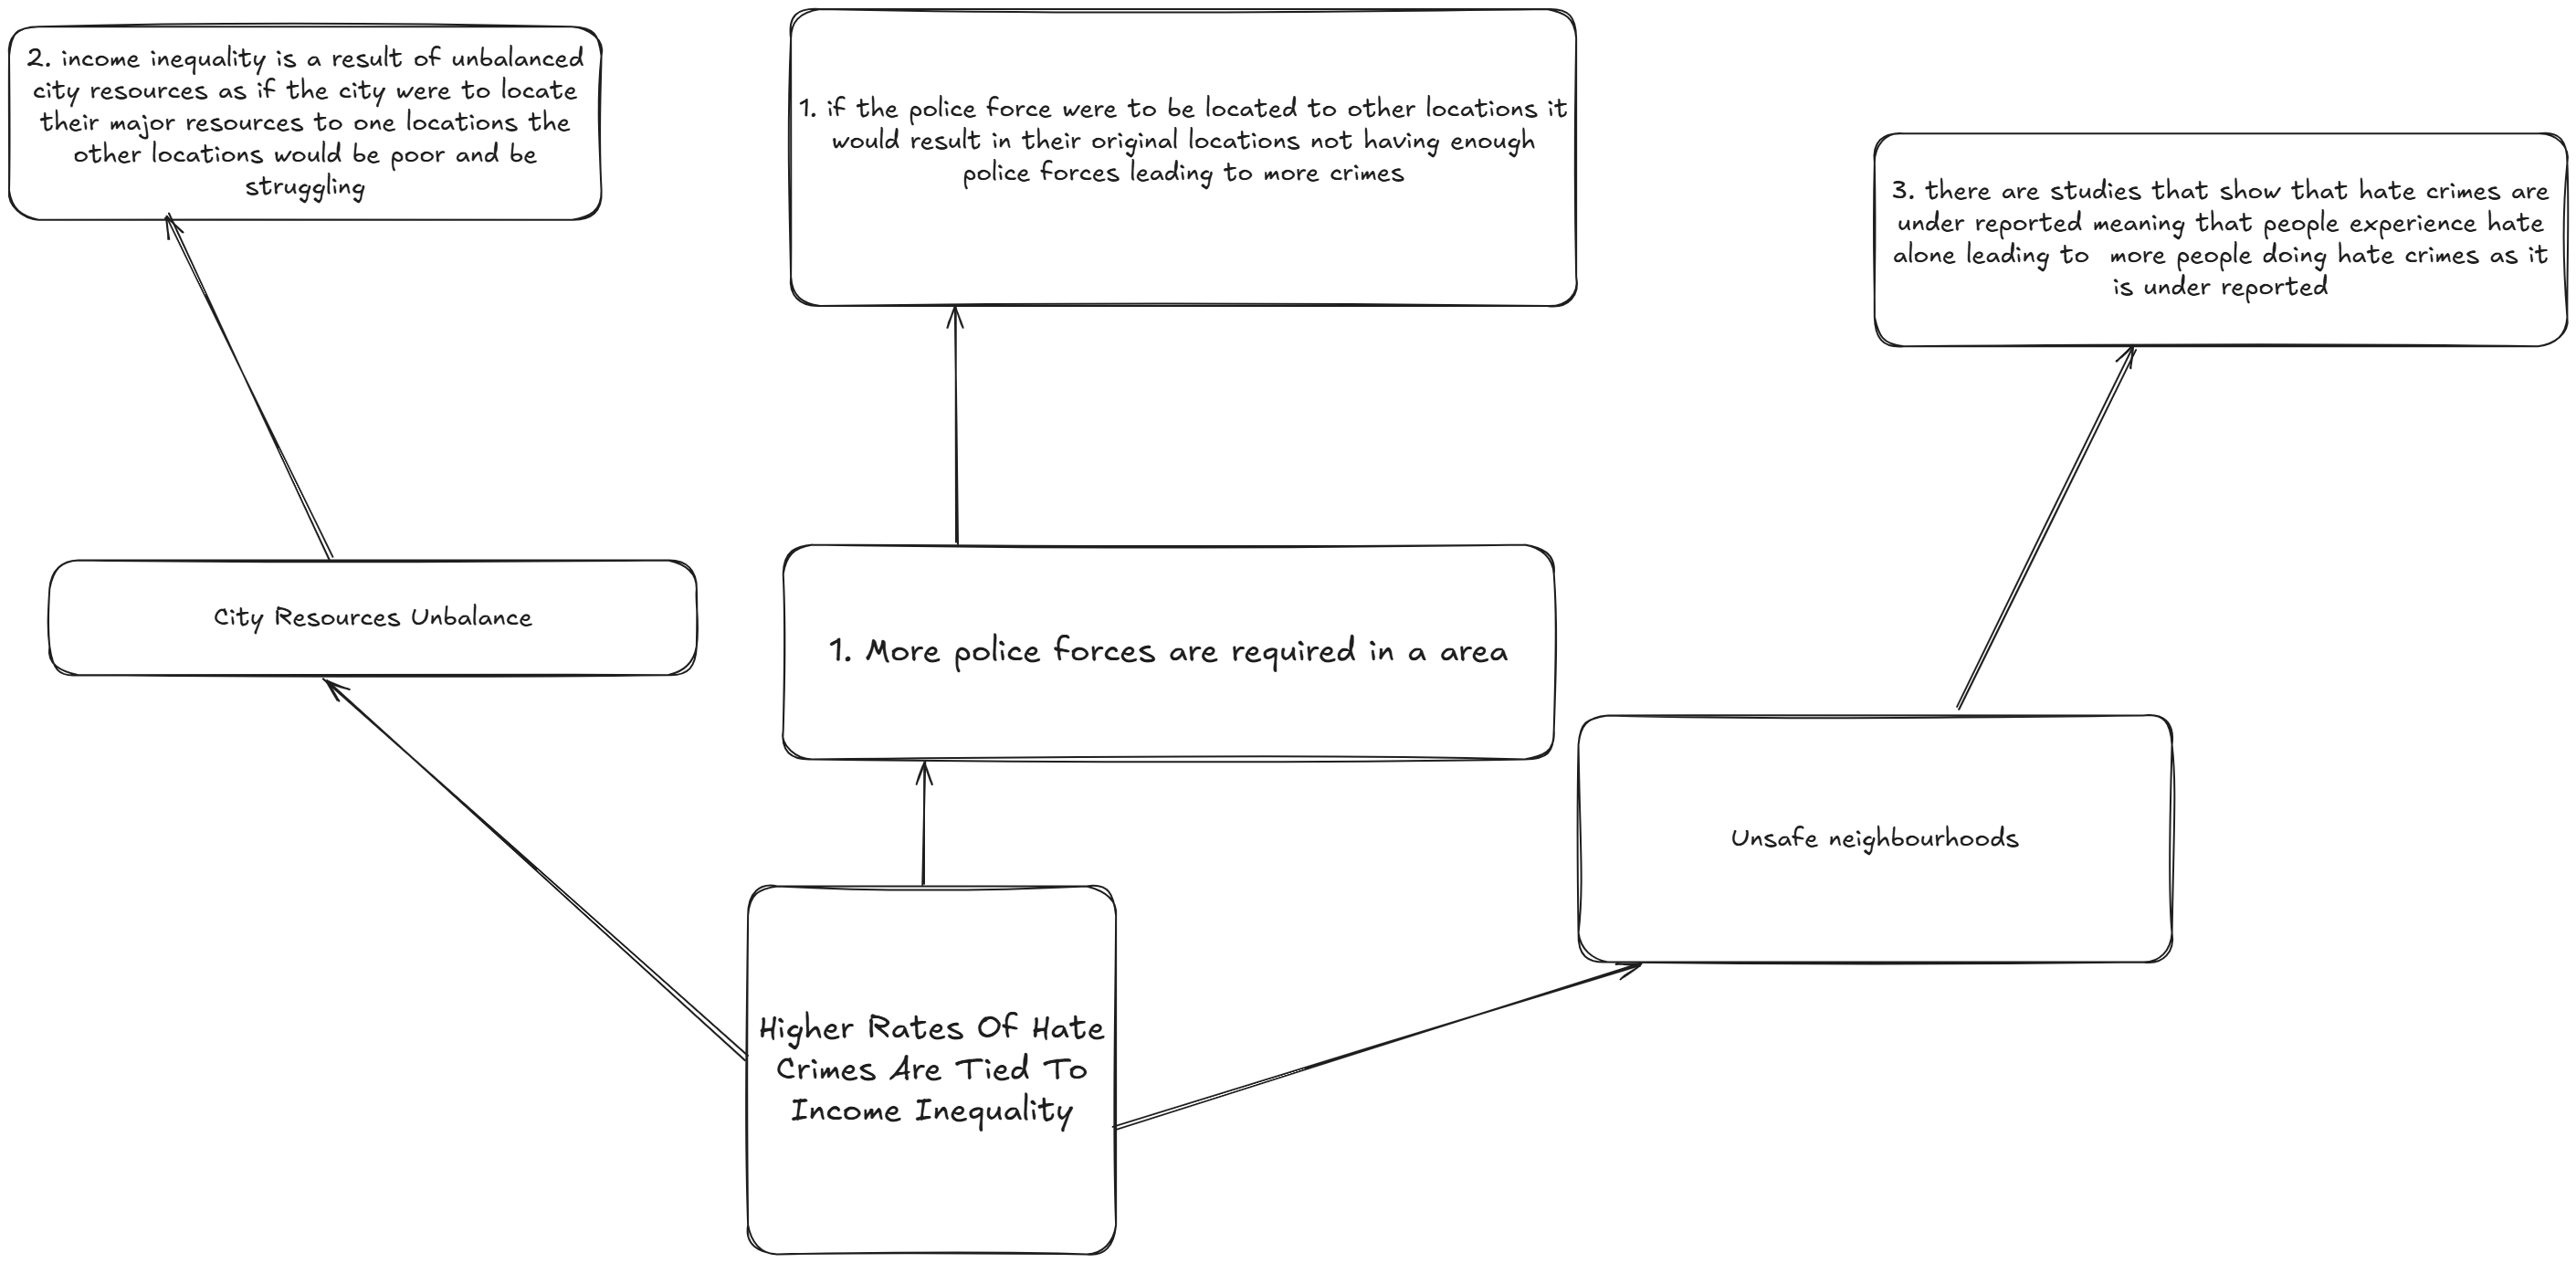 2. income inequality is a result of unbalanced
city resources as if the city were to locate
their major resources to one locations the
other locations would be poor and be
struggling
1. if the police force were to be located to other locations it
would result in their original locations not having enough
police forces leading to more crimes
3. there are studies that show that hate crimes are
under reported meaning that people experience hate
alone leading to  more people doing hate crimes as it
is under reported
City Resources Unbalance
1. More police forces are required in a area
Unsafe neighbourhoods
Higher Rates Of Hate
Crimes Are Tied To
Income Inequality